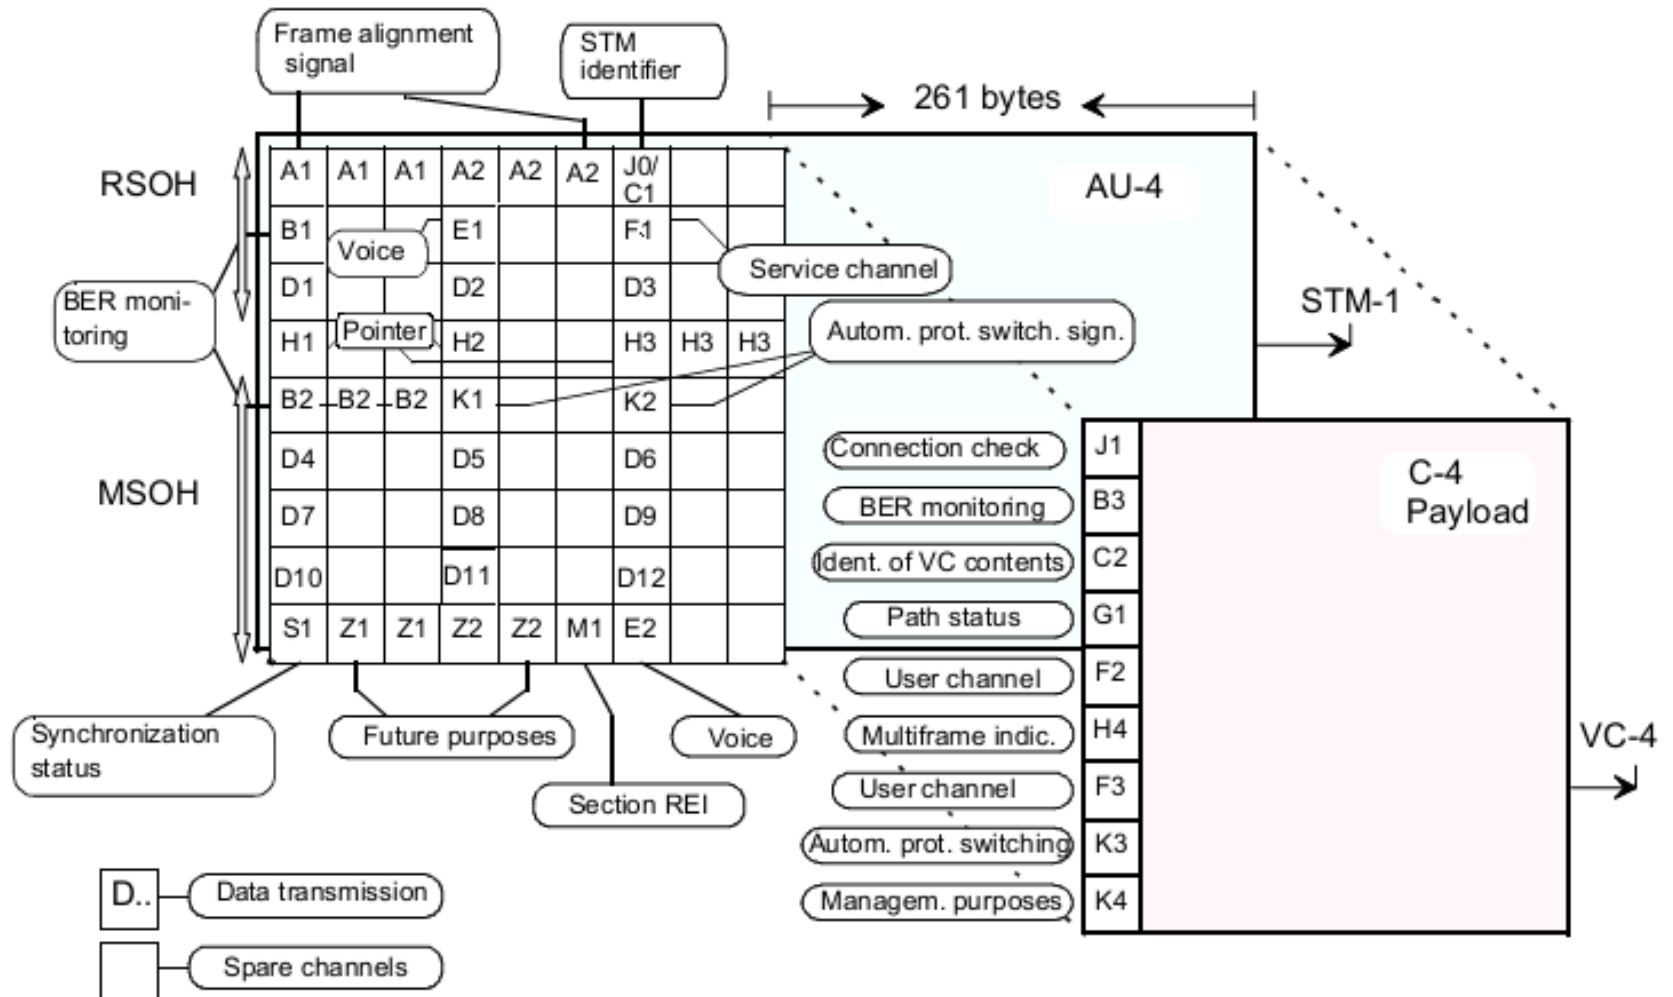 Frame alignment
signal
STM
identifier
261 bytes
RSOH
A1 A1 A1 A2 A2 A2 J0/
C1
AU-4
B1 Voice E1 F1
Service channel
D1 D2 D3
BER moni-
toring
STM-1
H1 Pointer H2 H3 H3 H3
Autom. prot. switch. sign.
B2 B2 B2 K1 K2
MSOH
D4 D5 D6
D7 D8 D9
D10 D11 D12
S1 Z1 Z1 Z2 Z2 M1 E2
Connection check J1
BER monitoring B3
Ident. of VC contents C2
Path status G1
User channel F2
Multiframe indic. H4
User channel F3
Autom. prot. switching K3
Managem. purposes K4
C-4
Payload
VC-4
Synchronization
status
Future purposes
Voice
Section REI
D.. Data transmission
Spare channels